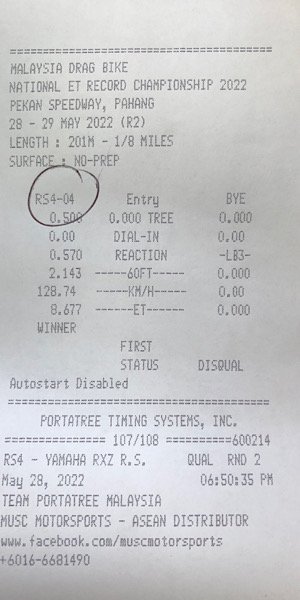 ========================================
MALAYSIA DRAG BIKE
NATIONAL ET RECORD CHAMPIONSHIP 2022
PEKAN SPEEDWAY, PAHANG
28 - 29 MAY 2022 (R2)
LENGTH : 201M - 1/8 MILES
SURFACE : NO-PREP
RS4-04 Entry BYE
0.500 0.000 TREE 0.000
0.00 DIAL-IN 0.00
0.570 REACTION -LB3-
2.143 -----60FT----- 0.000
128.74 -----KM/H----- 0.00
8.677 ------ET------ 0.000
WINNER
FIRST
STATUS DISQUAL
Autostart Disabled
========================================
PORTATREE TIMING SYSTEMS, INC.
=============== 107/108 ==========600214
RS4 - YAMAHA RXZ R.S. QUAL RND 2
May 28, 2022 06:50:35 PM
TEAM PORTATREE MALAYSIA
MUSC MOTORSPORTS - ASEAN DISTRIBUTOR
www.facebook.com/muscmotorsports
+6016-6681490